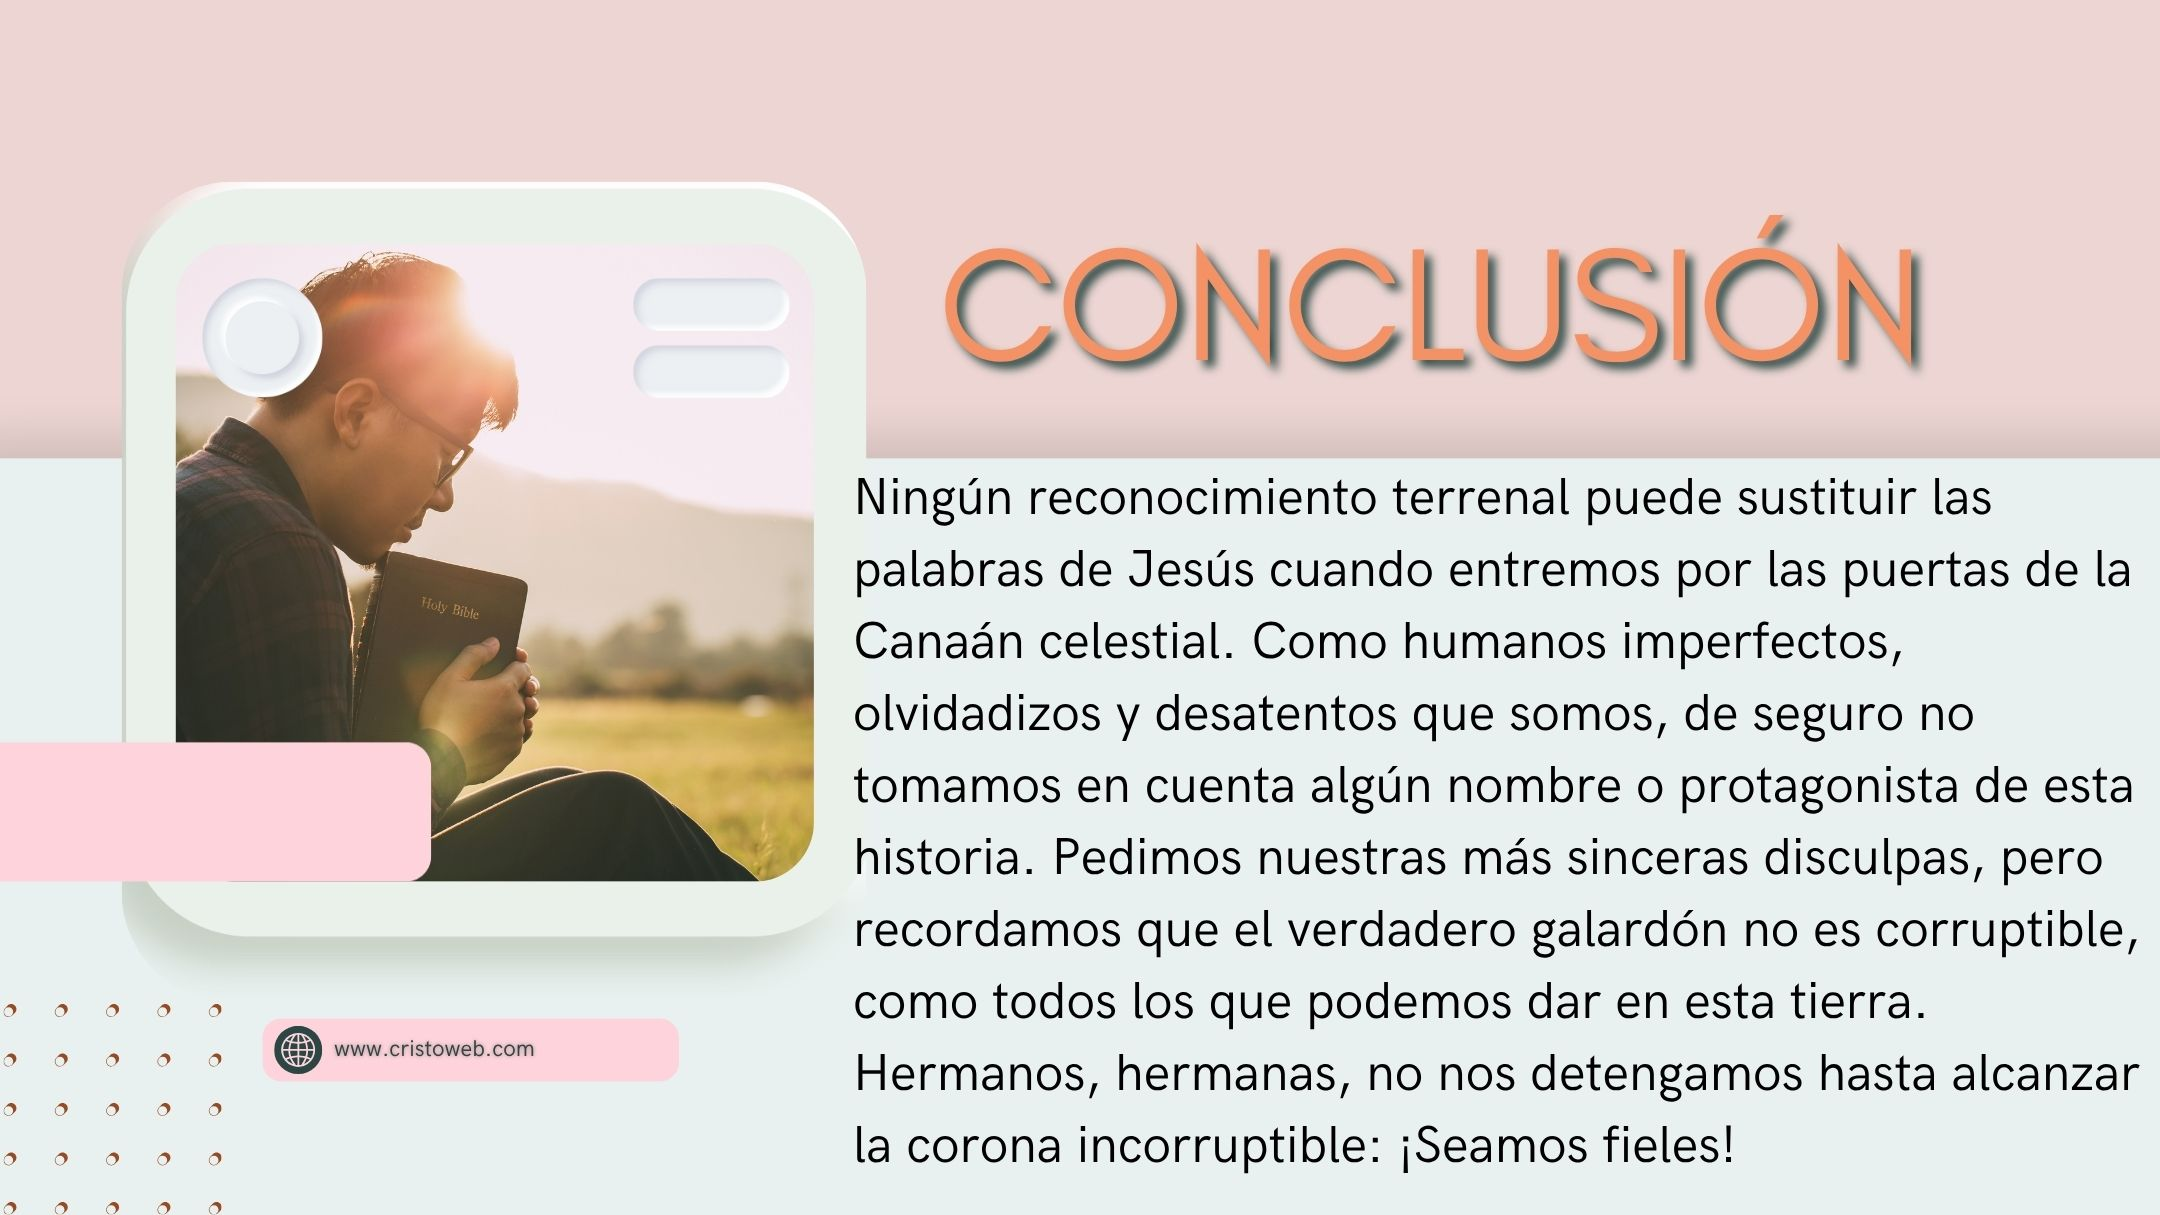 CONCLUSIÓN
Ningún reconocimiento terrenal puede sustituir las
palabras de Jesús cuando entremos por las puertas de la
Canaán celestial. Como humanos imperfectos,
olvidadizos y desatentos que somos, de seguro no
tomamos en cuenta algún nombre o protagonista de esta
historia. Pedimos nuestras más sinceras disculpas, pero
recordamos que el verdadero galardón no es corruptible,
como todos los que podemos dar en esta tierra.
Hermanos, hermanas, no nos detengamos hasta alcanzar
la corona incorruptible: ¡Seamos fieles!
Holy Bible
www.cristoweb.com